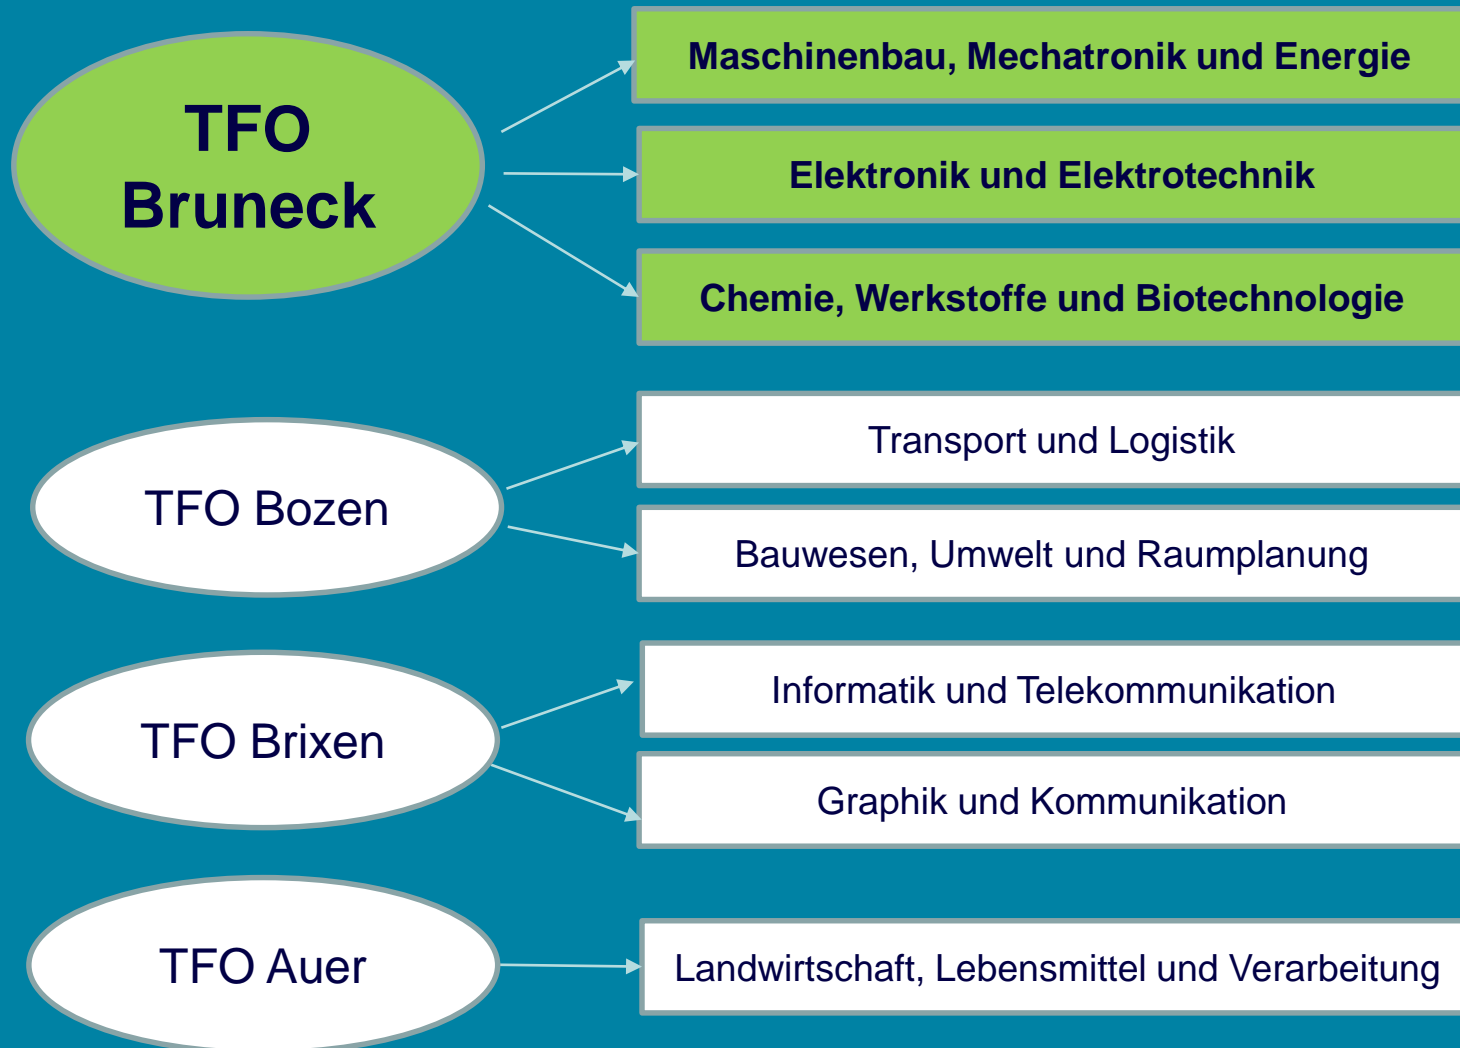 TFO
Bruneck
Maschinenbau, Mechatronik und Energie
Elektronik und Elektrotechnik
Chemie, Werkstoffe und Biotechnologie
TFO Bozen
Transport und Logistik
Bauwesen, Umwelt und Raumplanung
TFO Brixen
Informatik und Telekommunikation
Graphik und Kommunikation
TFO Auer
Landwirtschaft, Lebensmittel und Verarbeitung